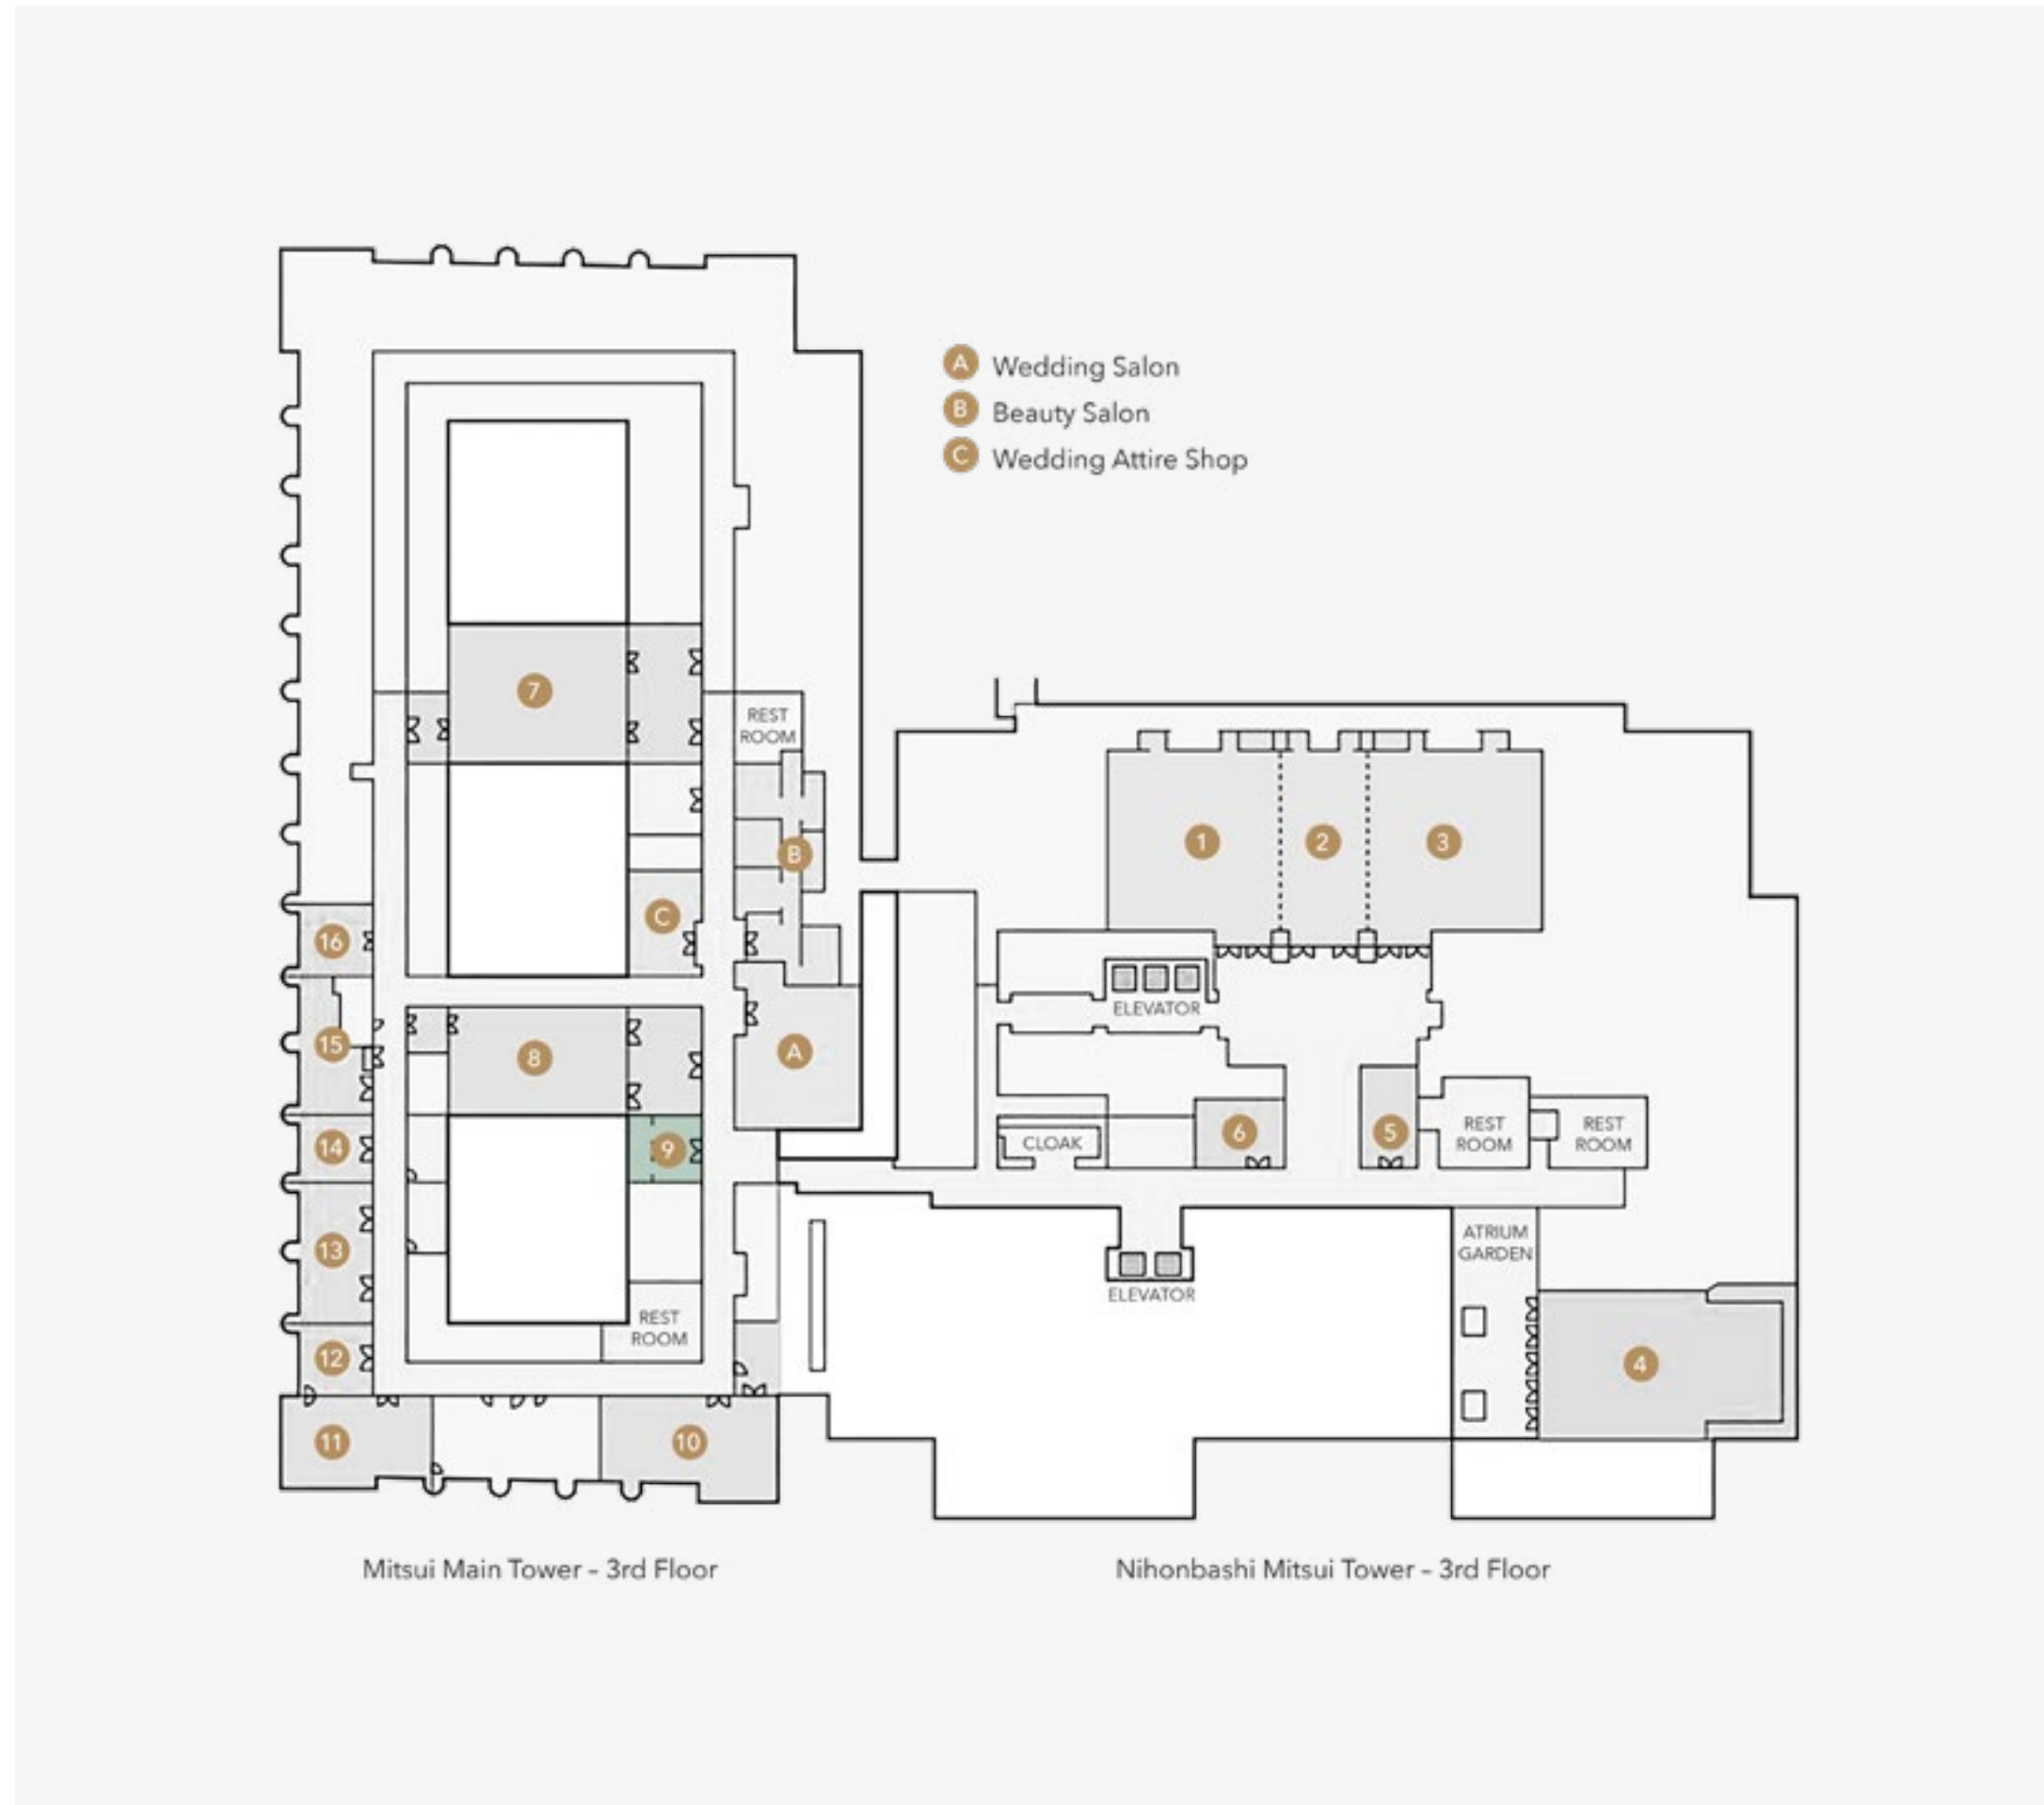 A Wedding Salon
B Beauty Salon
C Wedding Attire Shop
7
REST
ROOM
1
2
3
B
C
16
ELEVATOR
15
8
A
14
9
CLOAK
6
5
REST
ROOM
REST
ROOM
13
ATRIUM
GARDEN
ELEVATOR
REST
ROOM
12
4
11
10
Mitsui Main Tower – 3rd Floor
Nihonbashi Mitsui Tower – 3rd Floor